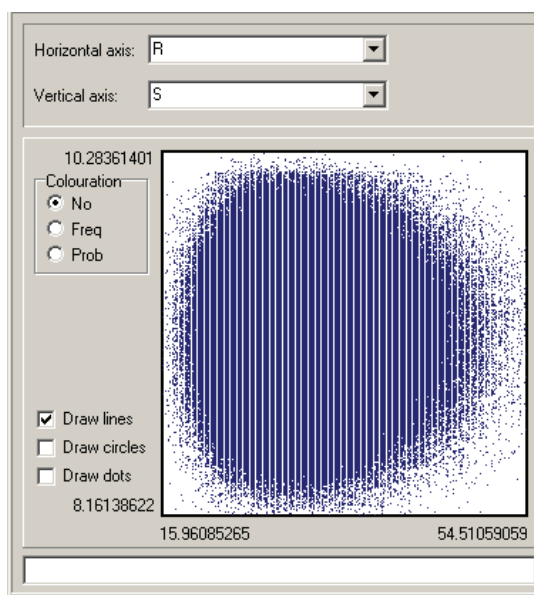 Horizontal axis: R
Vertical axis: S
10.28361401
Colouration
No
Freq
Prob
Draw lines
Draw circles
Draw dots
8.16138622
15.96085265 54.51059059